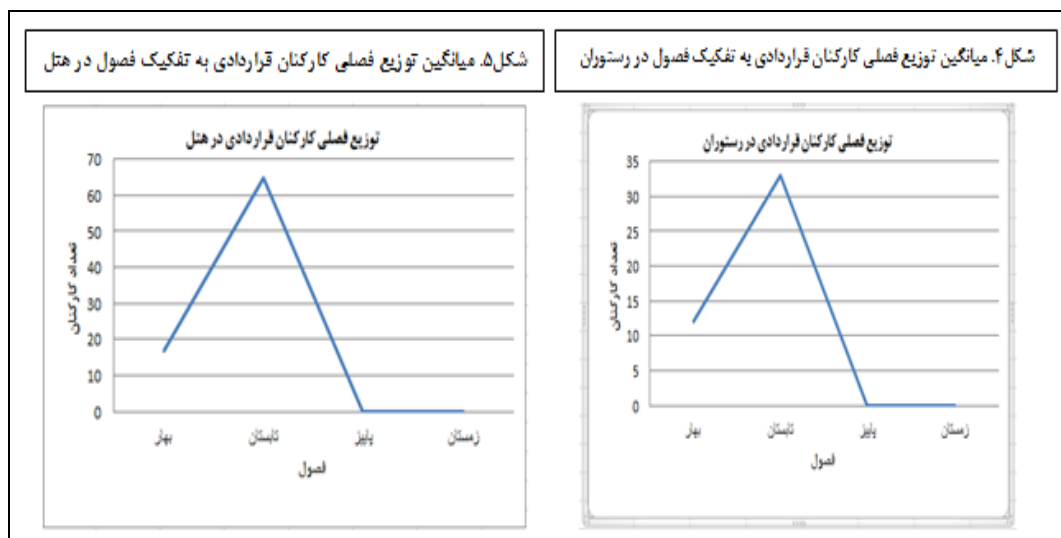 شکل۴. میانگین توزیع فصلی کارکنان قراردادی به تفکیک فصول در رستوران
توزیع فصلی کارکنان قراردادی در رستوران
35
30
25
20
15
10
5
0
تعداد کارکنان
بهار
تابستان
پاییز
زمستان
فصول
شکل۵. میانگین توزیع فصلی کارکنان قراردادی به تفکیک فصول در هتل
توزیع فصلی کارکنان قراردادی در هتل
70
60
50
40
30
20
10
0
تعداد کارکنان
بهار
تابستان
پاییز
زمستان
فصول